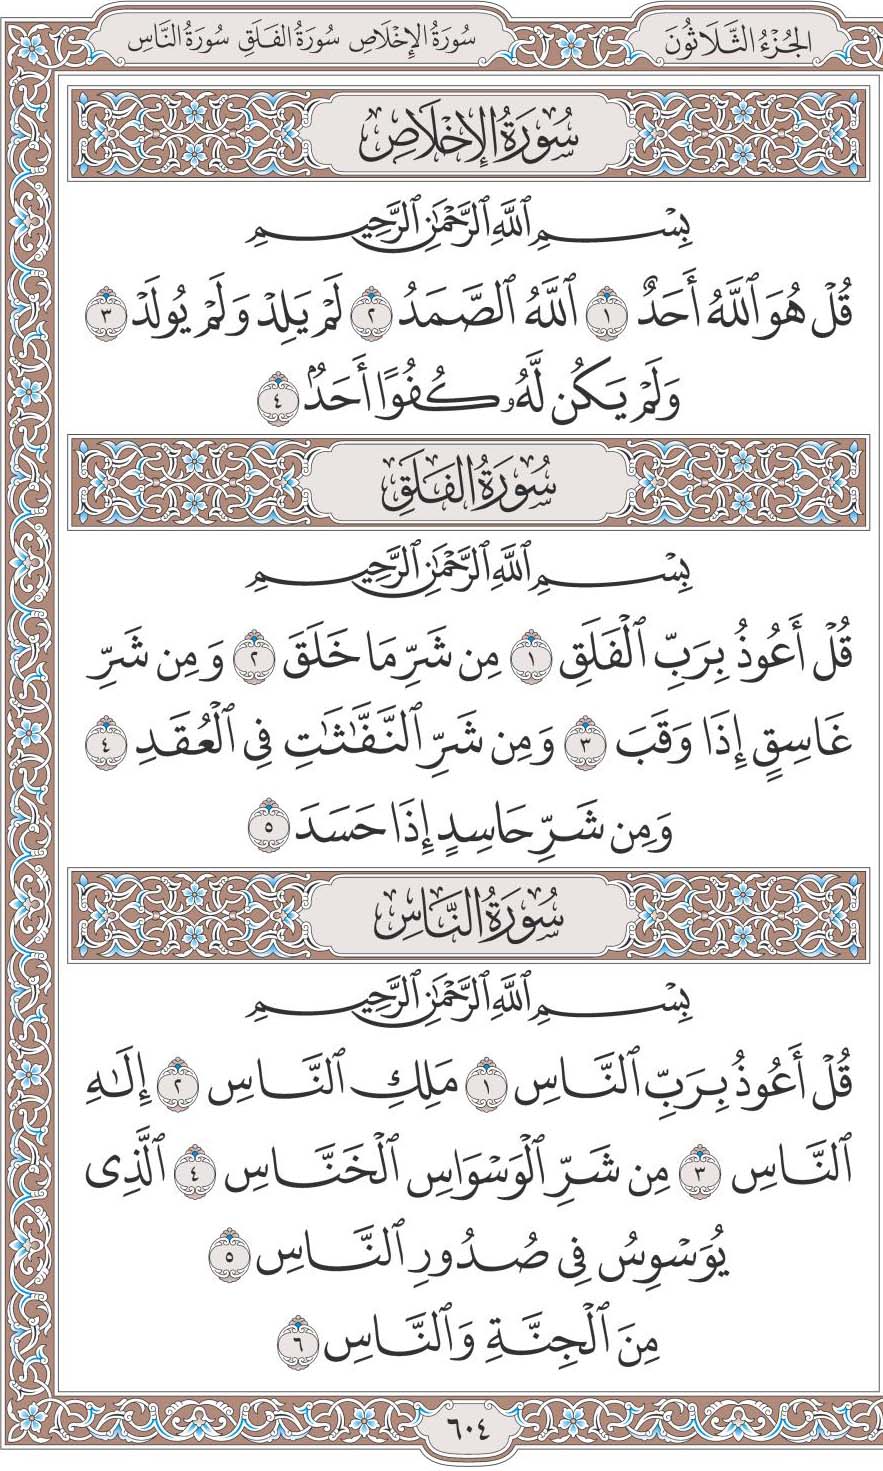 الجُزْءُ الثَّلَاثُونَ
سُورَةُ الإِخْلَاصِ سُورَةُ الفَلَقِ سُورَةُ النَّاسِ
سُورَةُ الإِخْلَاصِ
بِسْمِ ٱللَّهِ ٱلرَّحْمَٰنِ ٱلرَّحِيمِ
قُلْ هُوَ ٱللَّهُ أَحَدٌ ١ ٱللَّهُ ٱلصَّمَدُ ٢ لَمْ يَلِدْ وَلَمْ يُولَدْ ٣
وَلَمْ يَكُن لَّهُۥ كُفُوًا أَحَدٌۢ ٤
سُورَةُ الفَلَقِ
بِسْمِ ٱللَّهِ ٱلرَّحْمَٰنِ ٱلرَّحِيمِ
قُلْ أَعُوذُ بِرَبِّ ٱلْفَلَقِ ١ مِن شَرِّ مَا خَلَقَ ٢ وَمِن شَرِّ
غَاسِقٍ إِذَا وَقَبَ ٣ وَمِن شَرِّ ٱلنَّفَّٰثَٰتِ فِى ٱلْعُقَدِ ٤
وَمِن شَرِّ حَاسِدٍ إِذَا حَسَدَ ٥
سُورَةُ النَّاسِ
بِسْمِ ٱللَّهِ ٱلرَّحْمَٰنِ ٱلرَّحِيمِ
قُلْ أَعُوذُ بِرَبِّ ٱلنَّاسِ ١ مَلِكِ ٱلنَّاسِ ٢ إِلَٰهِ
ٱلنَّاسِ ٣ مِن شَرِّ ٱلْوَسْوَاسِ ٱلْخَنَّاسِ ٤ ٱلَّذِى
يُوَسْوِسُ فِى صُدُورِ ٱلنَّاسِ ٥
مِنَ ٱلْجِنَّةِ وَٱلنَّاسِ ٦
٦٠٤